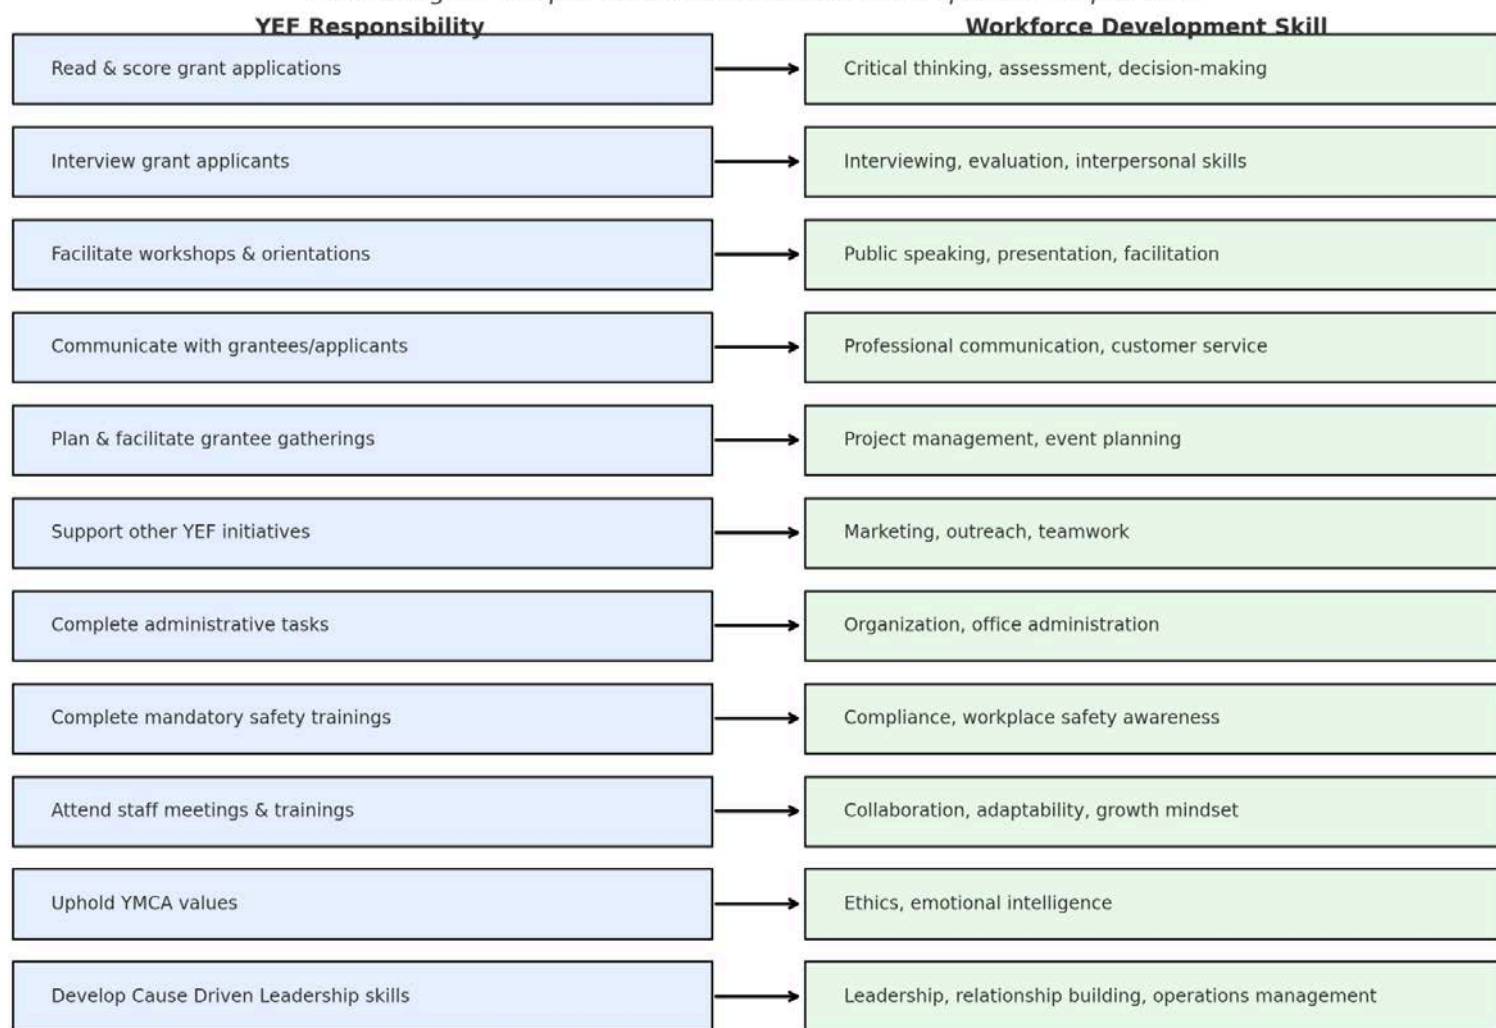 YEF Responsibility Workforce Development Skill
Read & score grant applications Critical thinking, assessment, decision-making
Interview grant applicants Interviewing, evaluation, interpersonal skills
Facilitate workshops & orientations Public speaking, presentation, facilitation
Communicate with grantees/applicants Professional communication, customer service
Plan & facilitate grantee gatherings Project management, event planning
Support other YEF initiatives Marketing, outreach, teamwork
Complete administrative tasks Organization, office administration
Complete mandatory safety trainings Compliance, workplace safety awareness
Attend staff meetings & trainings Collaboration, adaptability, growth mindset
Uphold YMCA values Ethics, emotional intelligence
Develop Cause Driven Leadership skills Leadership, relationship building, operations management